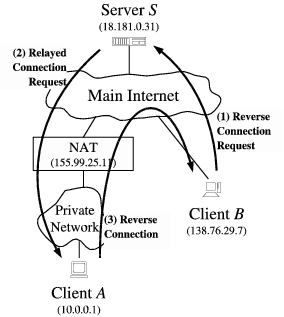 Server S
(18.181.0.31)
(2) Relayed
Connection
Request
Main Internet
(1) Reverse
Connection
Request
NAT
(155.99.25.11)
Private
Network
(3) Reverse
Connection
Client B
(138.76.29.7)
Client A
(10.0.0.1)